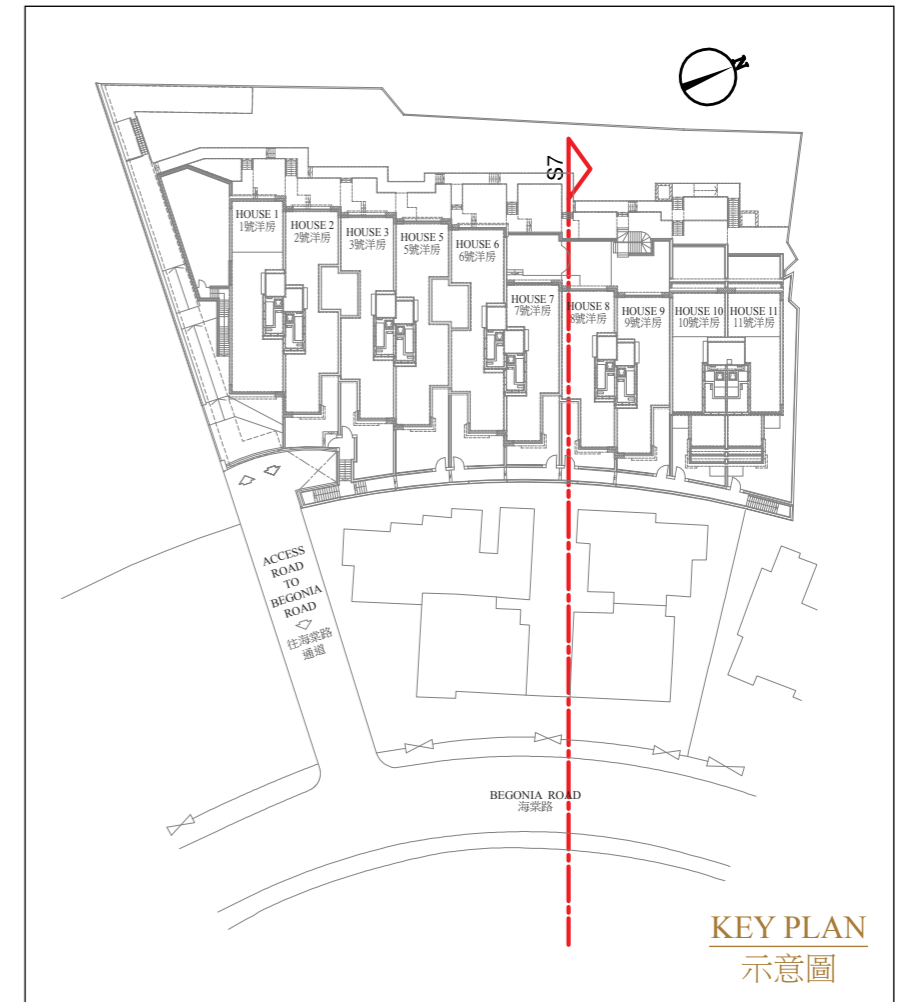 N
S7
HOUSE 1
1號洋房
HOUSE 2
2號洋房
HOUSE 3
3號洋房
HOUSE 5
5號洋房
HOUSE 6
6號洋房
HOUSE 7
7號洋房
HOUSE 8
8號洋房
HOUSE 9
9號洋房
HOUSE 10
10號洋房
HOUSE 11
11號洋房
ACCESS
ROAD
TO
BEGONIA
ROAD
往海棠路
通道
BEGONIA ROAD
海棠路
KEY PLAN
示意圖